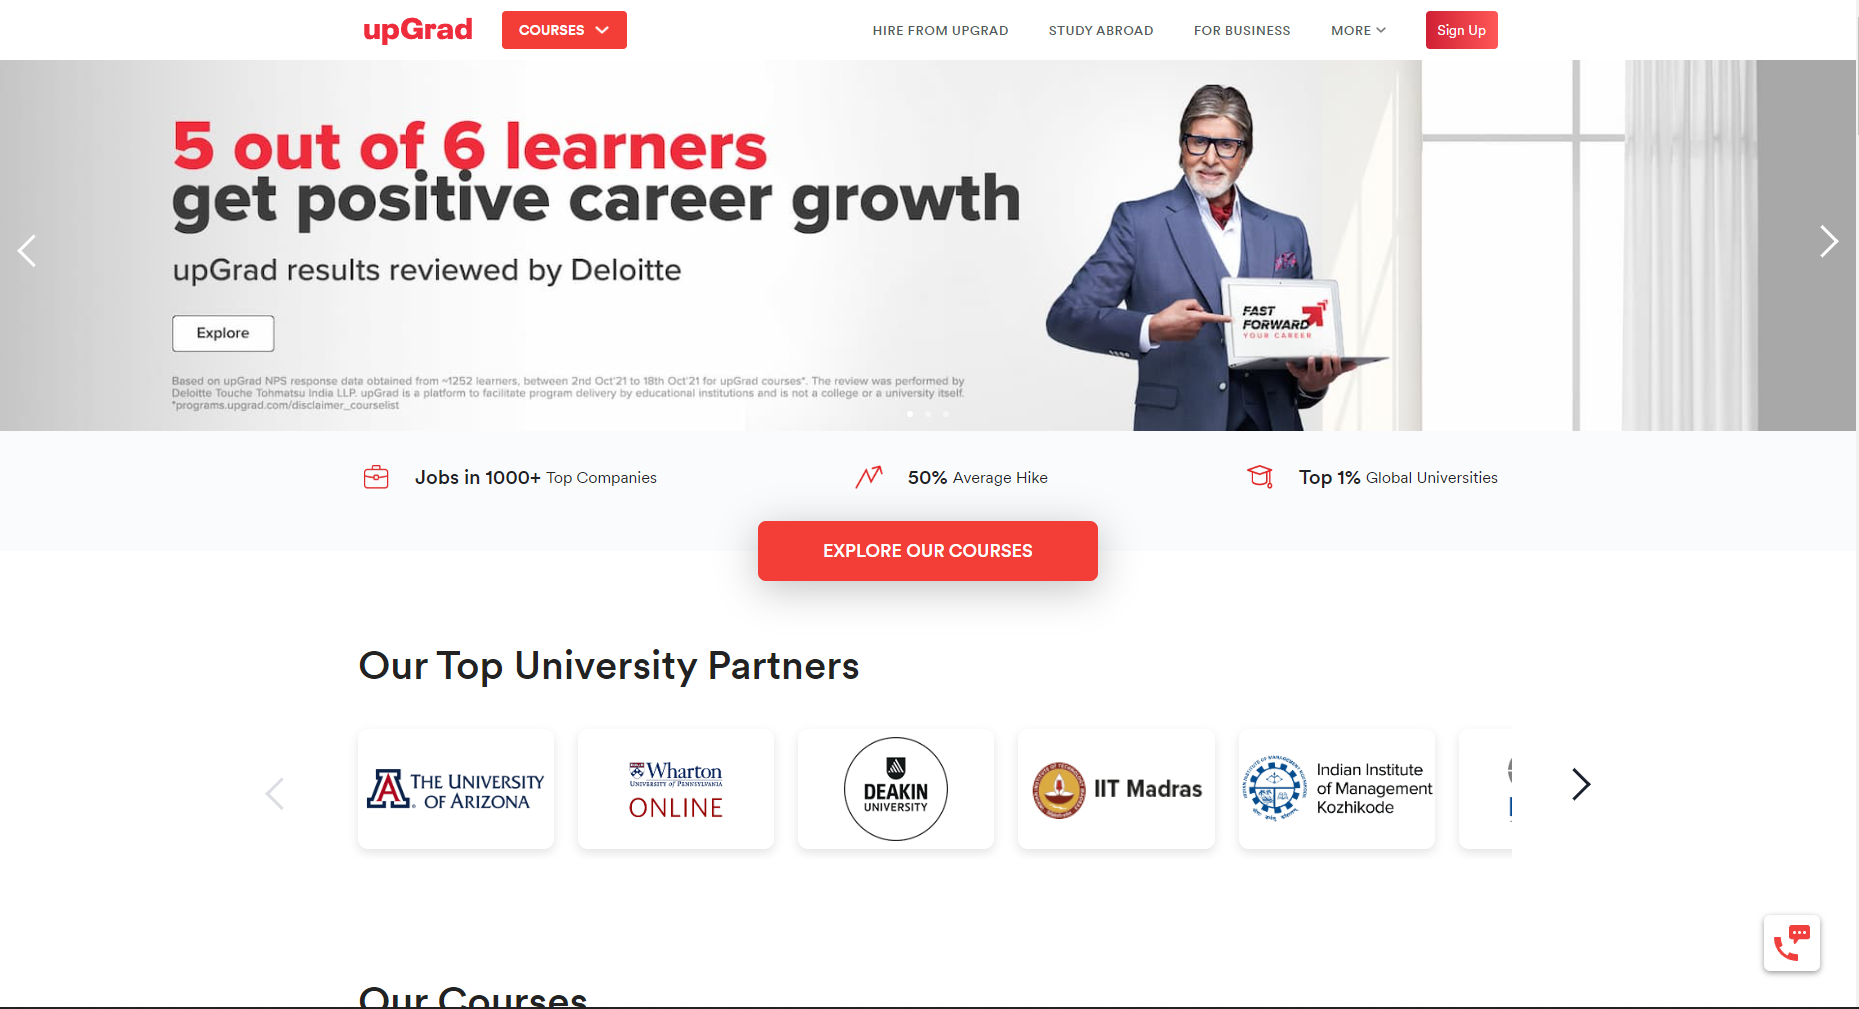 upGrad
COURSES
HIRE FROM UPGRAD
STUDY ABROAD
FOR BUSINESS
MORE
Sign Up
5 out of 6 learners
get positive career growth
upGrad results reviewed by Deloitte
Explore
Based on upGrad NPS response data obtained from ~1252 learners, between 2nd Oct'21 to 18th Oct'21 for upGrad courses*. The review was performed by
Deloitte Touche Tohmatsu India LLP. upGrad is a platform to facilitate program delivery by educational institutions and is not a college or a university itself.
*programs.upgrad.com/disclaimer_courselist
FAST
FORWARD
YOUR CAREER
Jobs in 1000+ Top Companies
50% Average Hike
Top 1% Global Universities
EXPLORE OUR COURSES
Our Top University Partners
THE UNIVERSITY
OF ARIZONA
Wharton
UNIVERSITY of PENNSYLVANIA
ONLINE
DEAKIN
UNIVERSITY
IIT Madras
Indian Institute
of Management
Kozhikode
Our Courses